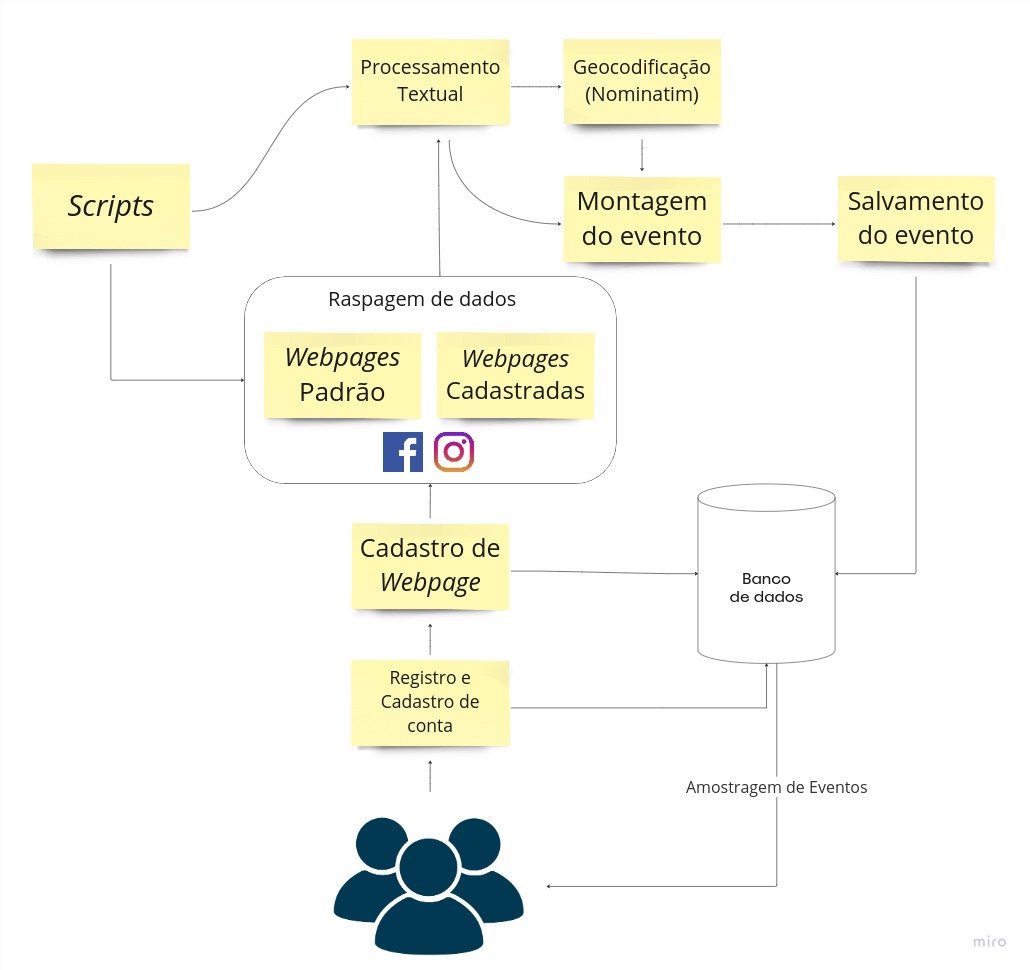 Processamento
Textual
Geocodificação
(Nominatim)
Scripts
Montagem
do evento
Salvamento
do evento
Raspagem de dados
Webpages
Padrão
Webpages
Cadastradas
Cadastro de
Webpage
Banco
de dados
Registro e
Cadastro de
conta
Amostragem de Eventos
miro